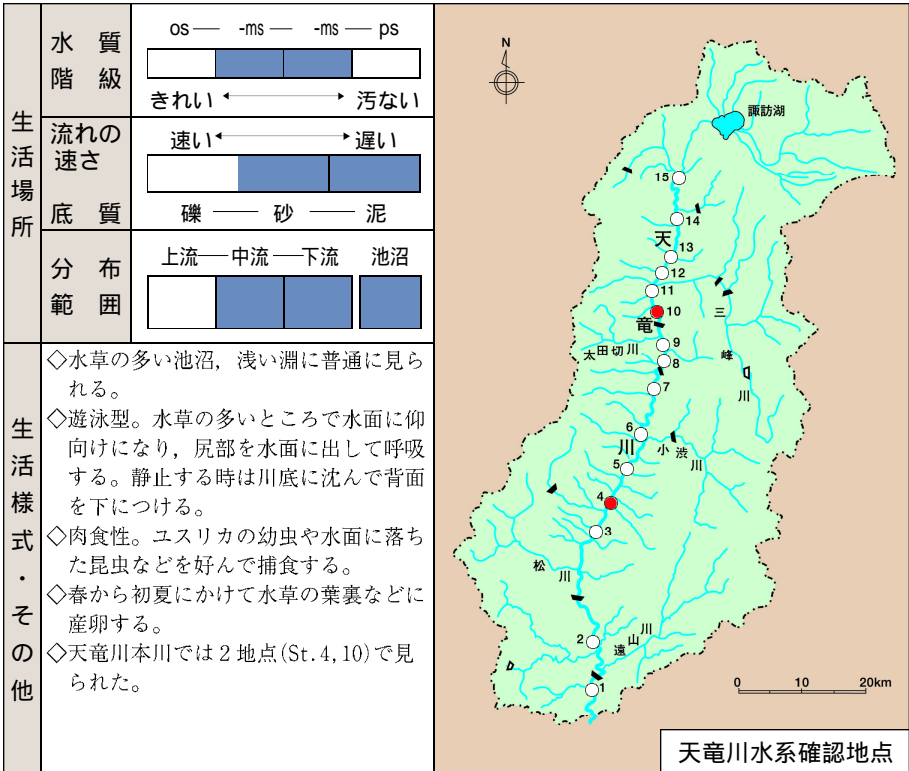 生活場所
水質
階級
os — -ms — -ms — ps
きれい 汚ない
流れの
速さ
速い 遅い
底質
礫 — 砂 — 泥
分布
範囲
上流—中流—下流 池沼
生活様式・その他
◇水草の多い池沼，浅い淵に普通に見ら
れる。
◇遊泳型。水草の多いところで水面に仰
向けになり，尻部を水面に出して呼吸
する。静止する時は川底に沈んで背面
を下につける。
◇肉食性。ユスリカの幼虫や水面に落ち
た昆虫などを好んで捕食する。
◇春から初夏にかけて水草の葉裏などに
産卵する。
◇天竜川本川では２地点(St.4,10)で見
られた。
N
諏訪湖
15
14
天
13
12
11
10
竜
三峰川
9
太田切川
8
7
6
川
小渋川
5
4
3
松川
2
遠山川
1
0 10 20km
天竜川水系確認地点